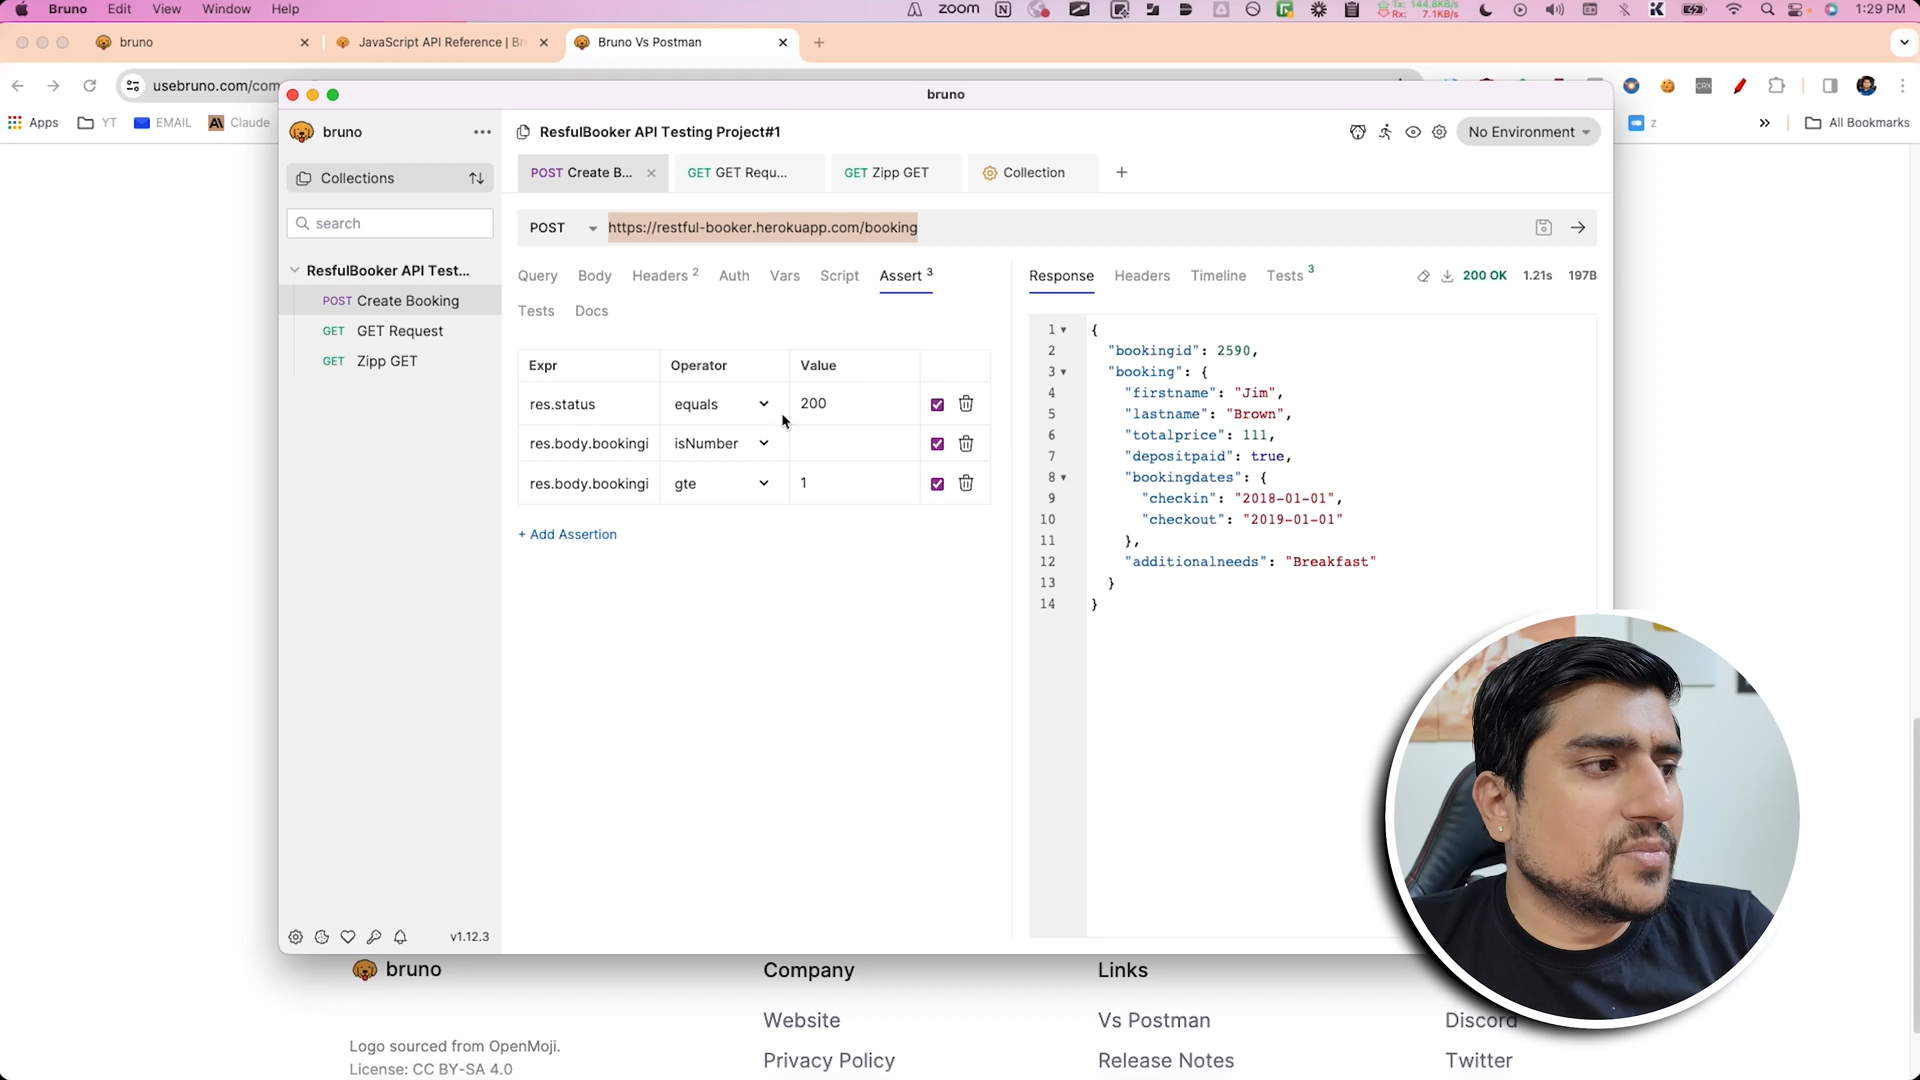 Bruno Edit View Window Help zoom Tx: 144.8KB/s Rx: 7.1KB/s 1:29 PM
bruno JavaScript API Reference | Br Bruno Vs Postman
usebruno.com/com
Apps YT EMAIL Claude z All Bookmarks
bruno
bruno
ResfulBooker API Testing Project#1
No Environment
Collections
search
ResfulBooker API Test...
POST Create Booking
GET GET Request
GET Zipp GET
v1.12.3
POST Create B... GET GET Requ... GET Zipp GET Collection
POST https://restful-booker.herokuapp.com/booking
Query Body Headers 2 Auth Vars Script Assert 3
Tests Docs
Expr Operator Value
res.status equals 200
res.body.bookingi isNumber
res.body.bookingi gte 1
+ Add Assertion
Response Headers Timeline Tests 3 200 OK 1.21s 197B
1 {
2 "bookingid": 2590,
3 "booking": {
4 "firstname": "Jim",
5 "lastname": "Brown",
6 "totalprice": 111,
7 "depositpaid": true,
8 "bookingdates": {
9 "checkin": "2018-01-01",
10 "checkout": "2019-01-01"
11 },
12 "additionalneeds": "Breakfast"
13 }
14 }
bruno
Logo sourced from OpenMoji.
License: CC BY-SA 4.0
Company
Website
Privacy Policy
Links
Vs Postman
Release Notes
Discord
Twitter